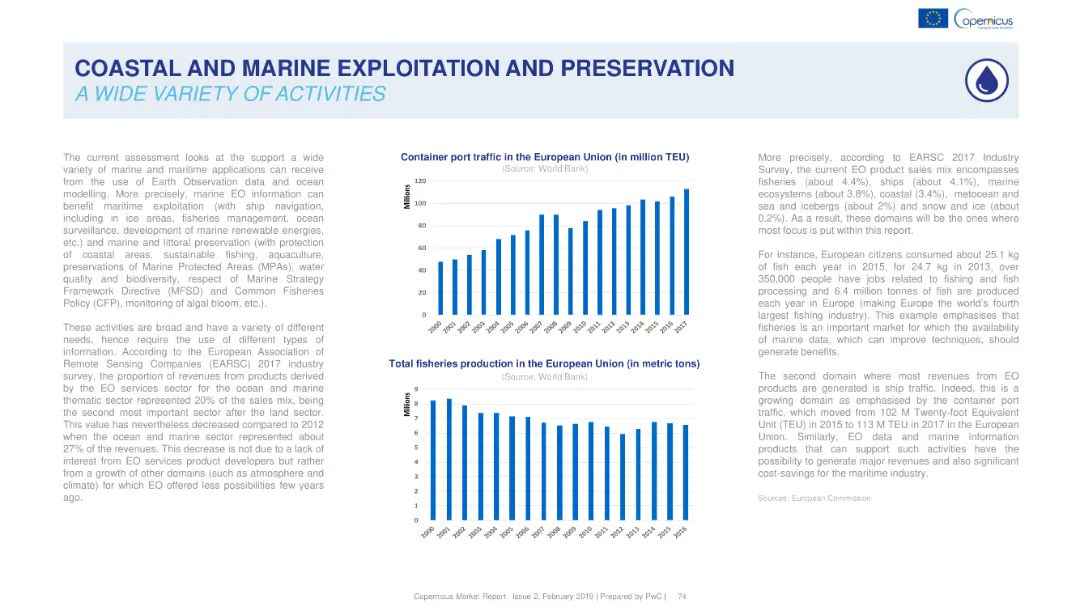 Copernicus
COASTAL AND MARINE EXPLOITATION AND PRESERVATION
A WIDE VARIETY OF ACTIVITIES
The current assessment looks at the support a wide
variety of marine and maritime applications can receive
from the use of Earth Observation data and ocean
modelling. More precisely, marine EO information can
benefit maritime exploitation (with ship navigation,
including in ice areas, fisheries management, ocean
surveillance, development of marine renewable energies,
etc.) and marine and littoral preservation (with protection
of coastal areas, sustainable fishing, aquaculture,
preservations of Marine Protected Areas (MPAs), water
quality and biodiversity, respect of Marine Strategy
Framework Directive (MFSD) and Common Fisheries
Policy (CFP), monitoring of algal bloom, etc.).
These activities are broad and have a variety of different
needs, hence require the use of different types of
information. According to the European Association of
Remote Sensing Companies (EARSC) 2017 industry
survey, the proportion of revenues from products derived
by the EO services sector for the ocean and marine
thematic sector represented 20% of the sales mix, being
the second most important sector after the land sector.
This value has nevertheless decreased compared to 2012
when the ocean and marine sector represented about
27% of the revenues. This decrease is not due to a lack of
interest from EO services product developers but rather
from a growth of other domains (such as atmosphere and
climate) for which EO offered less possibilities few years
ago.
Container port traffic in the European Union (in million TEU)
(Source: World Bank)
Millions
120
100
80
60
40
20
0
2000 2001 2002 2003 2004 2005 2006 2007 2008 2009 2010 2011 2012 2013 2014 2015 2016 2017
Total fisheries production in the European Union (in metric tons)
(Source: World Bank)
Millions
9
8
7
6
5
4
3
2
1
0
2000 2001 2002 2003 2004 2005 2006 2007 2008 2009 2010 2011 2012 2013 2014 2015 2016
More precisely, according to EARSC 2017 Industry
Survey, the current EO product sales mix encompasses
fisheries (about 4.4%), ships (about 4.1%), marine
ecosystems (about 3.8%), coastal (3.4%), metocean and
sea and icebergs (about 2%) and snow and ice (about
0.2%). As a result, these domains will be the ones where
most focus is put within this report.
For instance, European citizens consumed about 25.1 kg
of fish each year in 2015, for 24.7 kg in 2013, over
350,000 people have jobs related to fishing and fish
processing and 6.4 million tonnes of fish are produced
each year in Europe (making Europe the world's fourth
largest fishing industry). This example emphasises that
fisheries is an important market for which the availability
of marine data, which can improve techniques, should
generate benefits.
The second domain where most revenues from EO
products are generated is ship traffic. Indeed, this is a
growing domain as emphasised by the container port
traffic, which moved from 102 M Twenty-foot Equivalent
Unit (TEU) in 2015 to 113 M TEU in 2017 in the European
Union. Similarly, EO data and marine information
products that can support such activities have the
possibility to generate major revenues and also significant
cost-savings for the maritime industry.
Sources: European Commission
Copernicus Market Report Issue 2. February 2019 | Prepared by PwC | 74